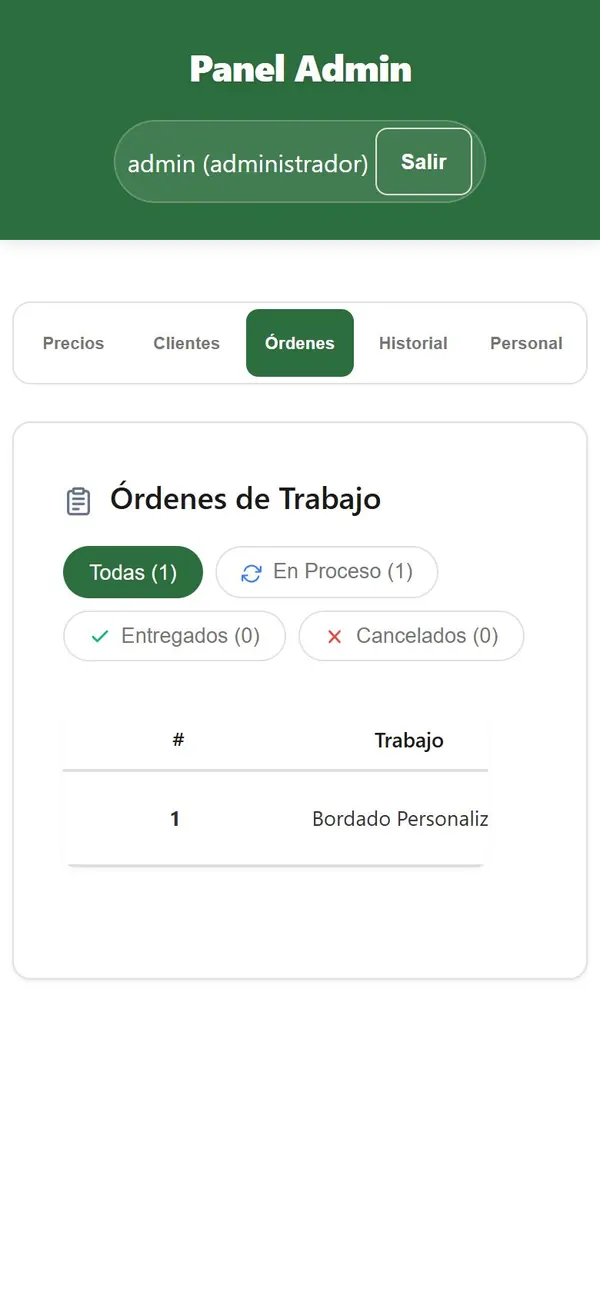 Panel Admin
admin (administrador) Salir
Precios Clientes Órdenes Historial Personal
Órdenes de Trabajo
Todas (1) En Proceso (1)
Entregados (0) Cancelados (0)
# Trabajo
1 Bordado Personaliz